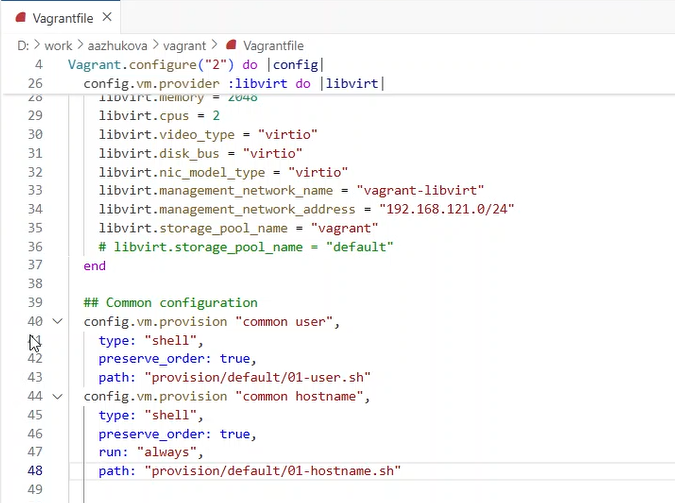 Vagrantfile
D: > work > aazhukova > vagrant > Vagrantfile
4 Vagrant.configure("2") do |config|
26 config.vm.provider :libvirt do |libvirt|
28 libvirt.memory = 2048
29 libvirt.cpus = 2
30 libvirt.video_type = "virtio"
31 libvirt.disk_bus = "virtio"
32 libvirt.nic_model_type = "virtio"
33 libvirt.management_network_name = "vagrant-libvirt"
34 libvirt.management_network_address = "192.168.121.0/24"
35 libvirt.storage_pool_name = "vagrant"
36 # libvirt.storage_pool_name = "default"
37 end
38
39 ## Common configuration
40 config.vm.provision "common user",
41 type: "shell",
42 preserve_order: true,
43 path: "provision/default/01-user.sh"
44 config.vm.provision "common hostname",
45 type: "shell",
46 preserve_order: true,
47 run: "always",
48 path: "provision/default/01-hostname.sh"
49